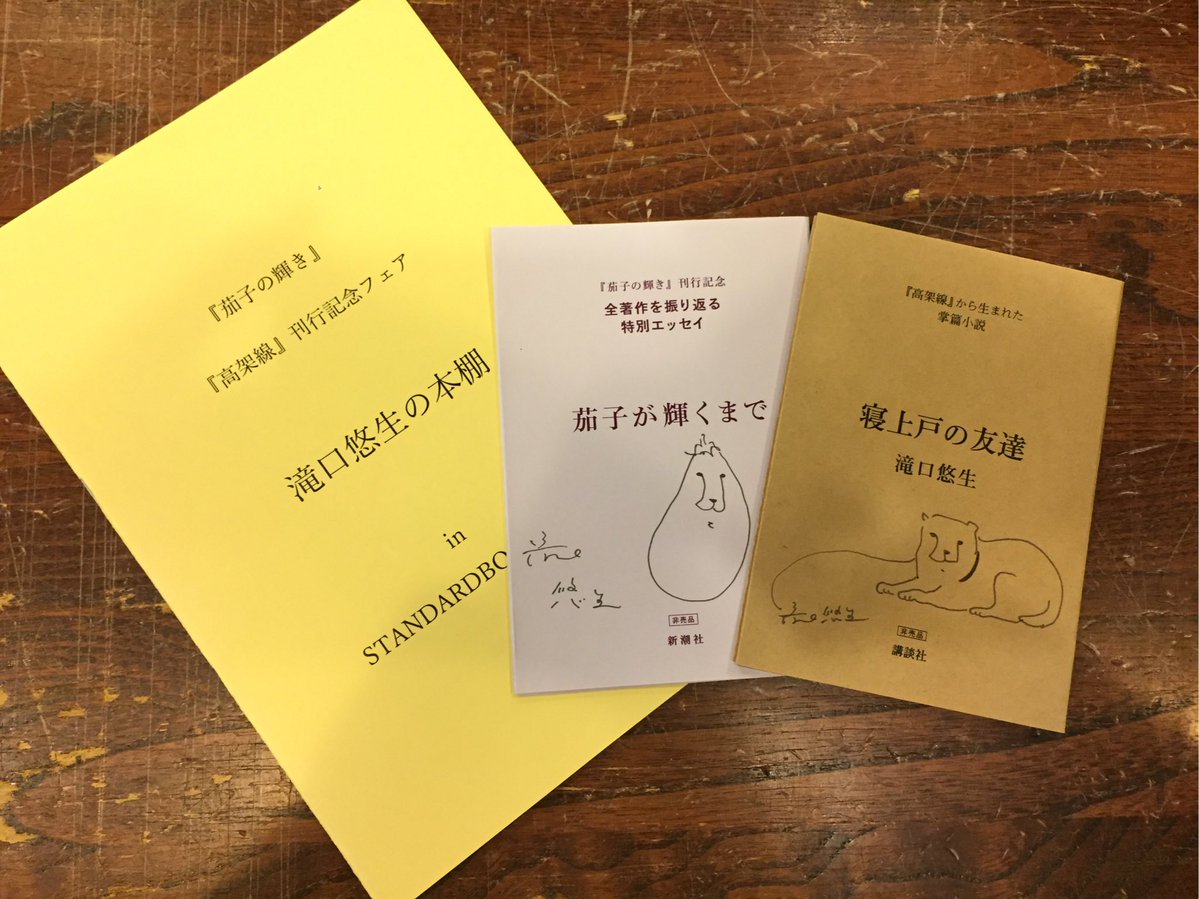 『茄子の輝き』
『高架線』刊行記念フェア
滝口悠生の本棚
in
STANDARDBO
『茄子の輝き』刊行記念
全著作を振り返る
特別エッセイ
茄子が輝くまで
悠生
非売品
新潮社
『高架線』から生まれた
掌篇小説
寝上戸の友達
滝口悠生
悠生
非売品
講談社